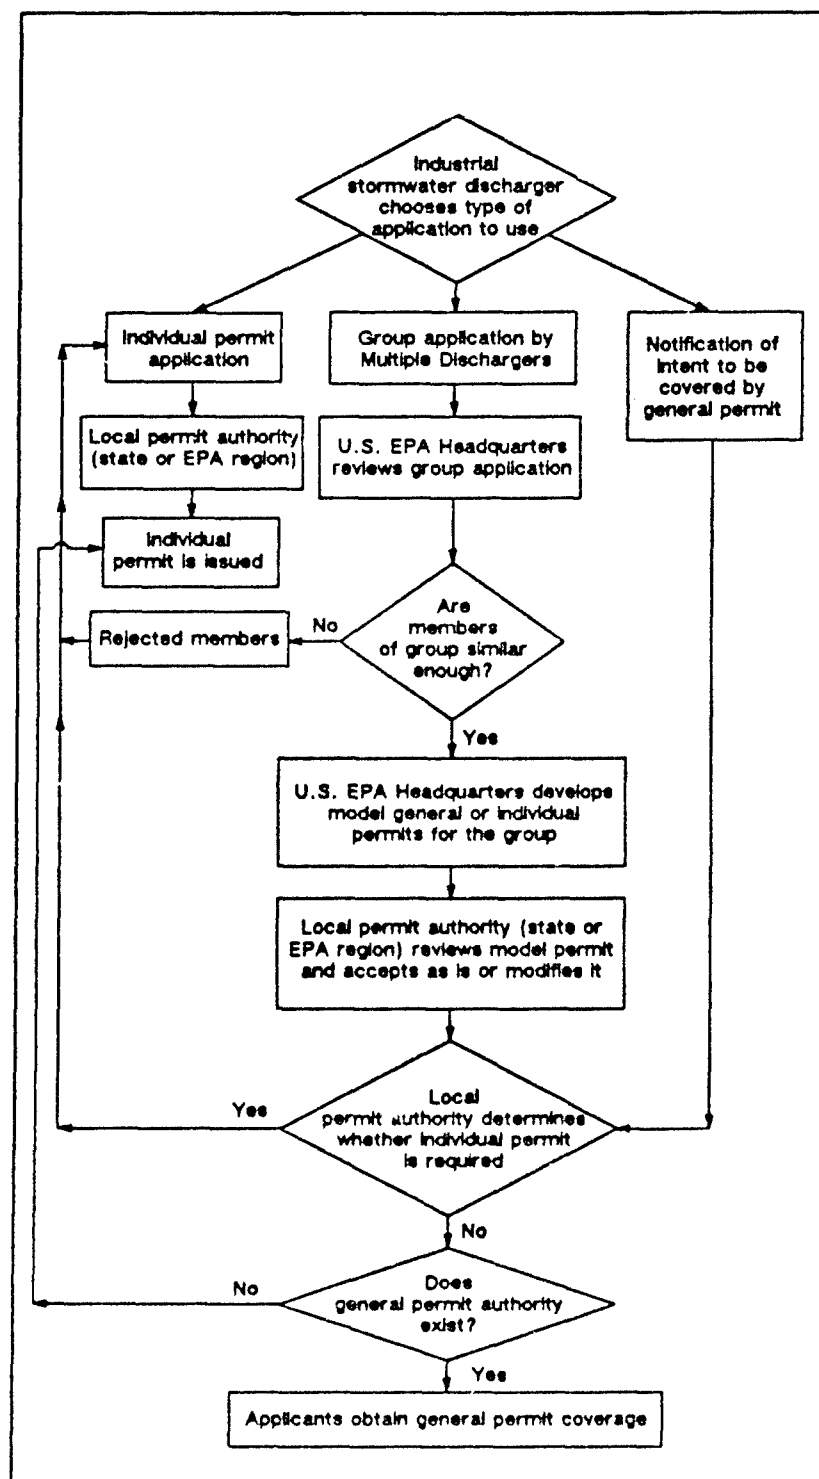 Industrial
stormwater discharger
chooses type of
application to use
Individual permit
application
Group application by
Multiple Dischargers
Notification of
Intent to be
covered by
general permit
Local permit authority
(state or EPA region)
U.S. EPA Headquarters
reviews group application
Individual
permit is issued
Are
members
of group similar
enough?
No
Rejected members
Yes
U.S. EPA Headquarters develops
model general or individual
permits for the group
Local permit authority (state or
EPA region) reviews model permit
and accepts as is or modifies it
Local
permit authority determines
whether individual permit
is required
Yes
No
Does
general permit authority
exist?
No
Yes
Applicants obtain general permit coverage